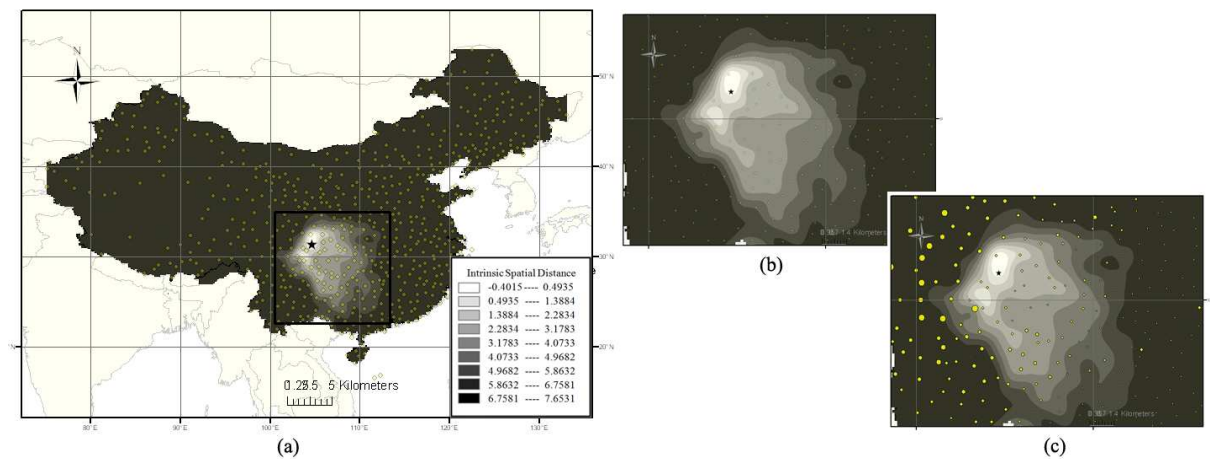 N
50°N
40°N
30°N
20°N
Intrinsic Spatial Distance
-0.4015 ---- 0.4935
0.4935 ---- 1.3884
1.3884 ---- 2.2834
2.2834 ---- 3.1783
3.1783 ---- 4.0733
4.0733 ---- 4.9682
4.9682 ---- 5.8632
5.8632 ---- 6.7581
6.7581 ---- 7.6531
5 Kilometers
80°E 90°E 100°E 110°E 120°E 130°E
(a)
N
Kilometers
(b)
N
Kilometers
(c)